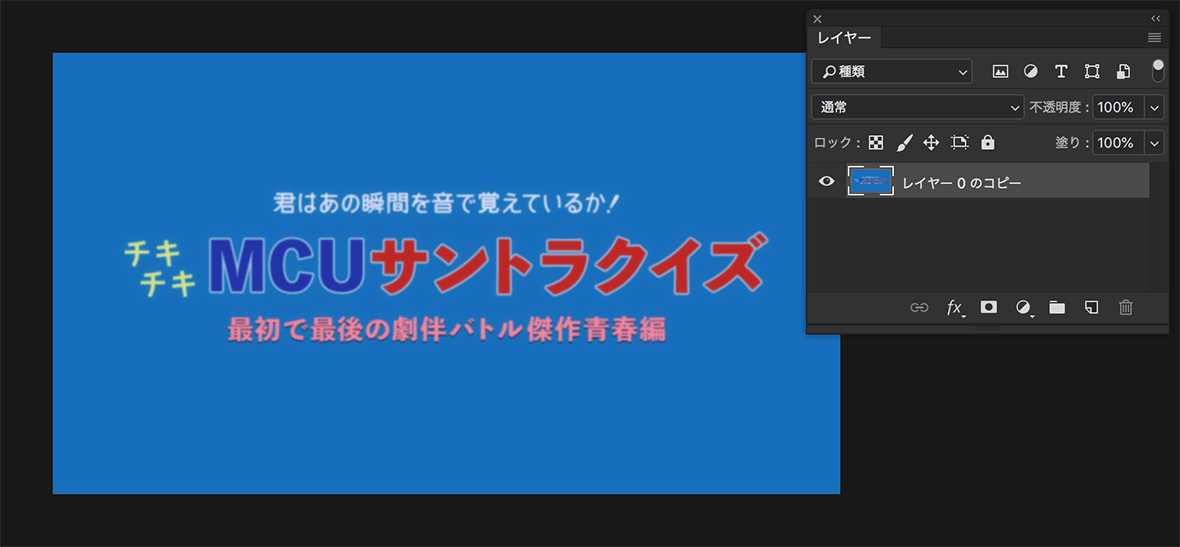 レイヤー
種類
通常 不透明度 : 100%
ロック : 塗り : 100%
レイヤー 0 のコピー
fx
君はあの瞬間を音で覚えているか!
チキ
チキ
MCUサントラクイズ
最初で最後の劇伴バトル傑作青春編